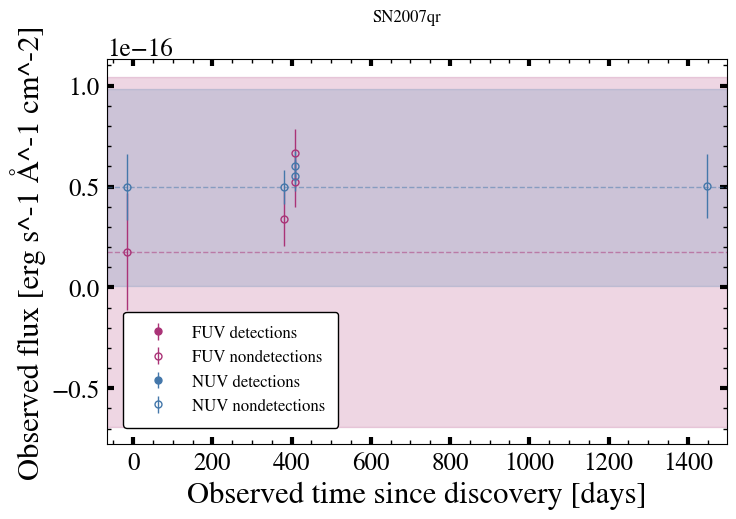 SN2007qr
1e−16
Observed flux [erg s^-1 Å^-1 cm^-2]
1.0
0.5
0.0
−0.5
FUV detections
FUV nondetections
NUV detections
NUV nondetections
0 200 400 600 800 1000 1200 1400
Observed time since discovery [days]